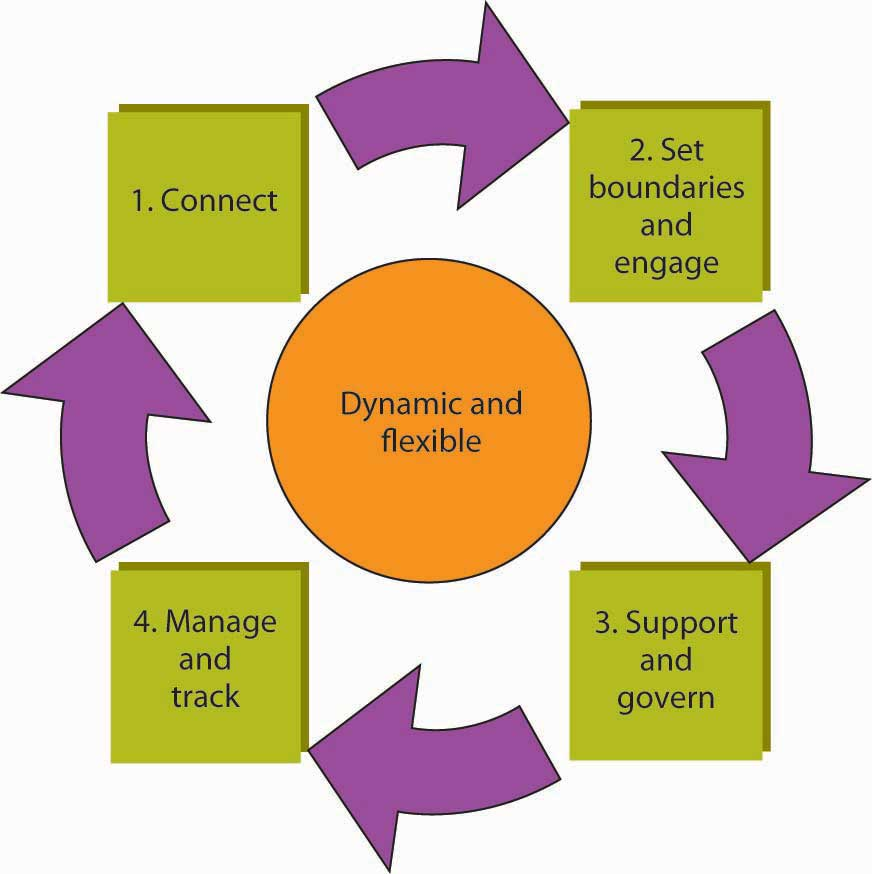 1. Connect
2. Set
boundaries
and
engage
Dynamic and
flexible
4. Manage
and
track
3. Support
and
govern